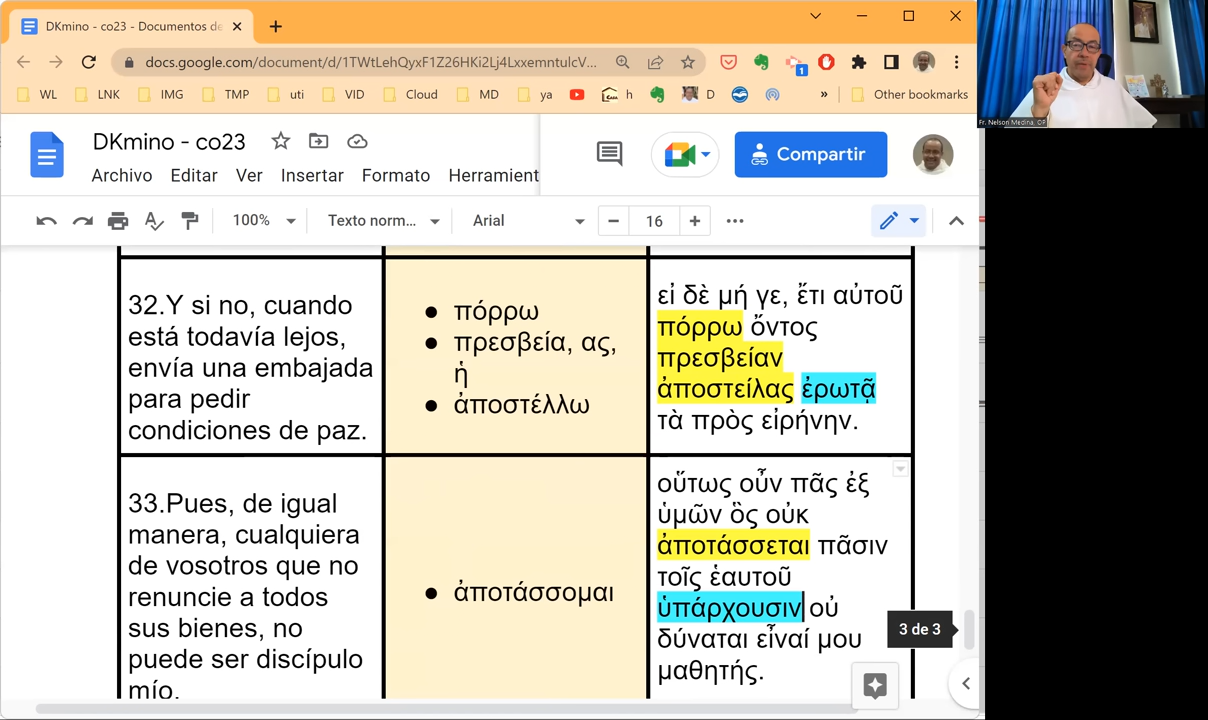 DKmino - co23 - Documentos de
docs.google.com/document/d/1TWtLehQyxF1Z26HKi2Lj4LxxemntulcV...
WL LNK IMG TMP uti VID Cloud MD ya h D » Other bookmarks
Fr. Nelson Medina, OP
DKmino - co23
Compartir
Archivo Editar Ver Insertar Formato Herramient
100% Texto norm... Arial 16
32.Y si no, cuando
está todavía lejos,
envía una embajada
para pedir
condiciones de paz.
● πόρρω
● πρεσβεία, ας,
ἡ
● ἀποστέλλω
εἰ δὲ μή γε, ἔτι αὐτοῦ
πόρρω ὄντος
πρεσβείαν
ἀποστείλας ἐρωτᾷ
τὰ πρὸς εἰρήνην.
33.Pues, de igual
manera, cualquiera
de vosotros que no
renuncie a todos
sus bienes, no
puede ser discípulo
mío.
● ἀποτάσσομαι
οὕτως οὖν πᾶς ἐξ
ὑμῶν ὃς οὐκ
ἀποτάσσεται πᾶσιν
τοῖς ἑαυτοῦ
ὑπάρχουσιν οὐ
δύναται εἶναί μου
μαθητής.
3 de 3